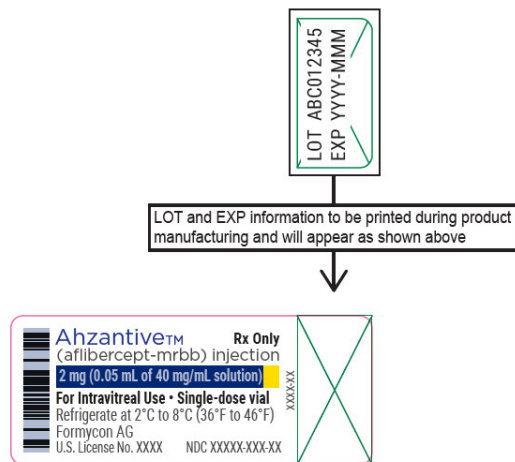 LOT ABC012345
EXP YYYY-MMM
LOT and EXP information to be printed during product
manufacturing and will appear as shown above
Ahzantive™ Rx Only
(aflibercept-mrbb) injection
2 mg (0.05 mL of 40 mg/mL solution)
For Intravitreal Use • Single-dose vial
Refrigerate at 2°C to 8°C (36°F to 46°F)
Formycon AG
U.S. License No. XXXX NDC XXXXX-XXX-XX
XXXX-XX